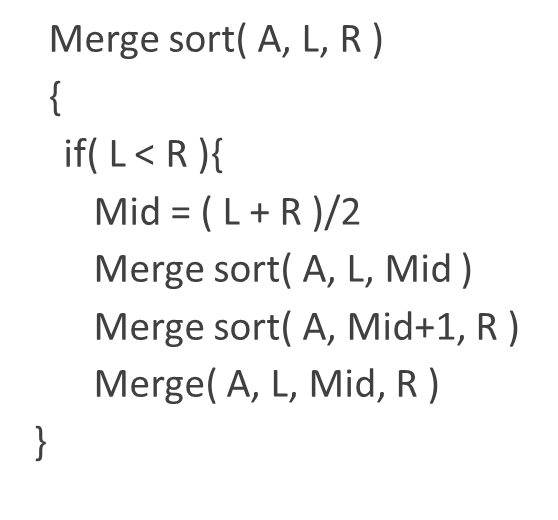 Merge sort( A, L, R )
{
if( L < R ){
Mid = ( L + R )/2
Merge sort( A, L, Mid )
Merge sort( A, Mid+1, R )
Merge( A, L, Mid, R )
}